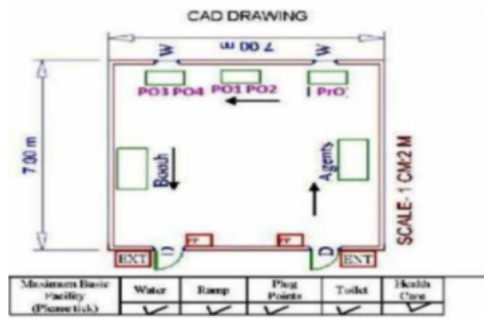 CAD DRAWING
7.00 m
W W
PO3 PO4 PO1 PO2 PrO
7.00 m
Booth
Agents
SCALE- 1 CM:2 M
D D
EXT ENT
Maximum Basic Facility (Please tick) Water Ramp Plug Points Toilet Health Care
✓ ✓ ✓ ✓ ✓